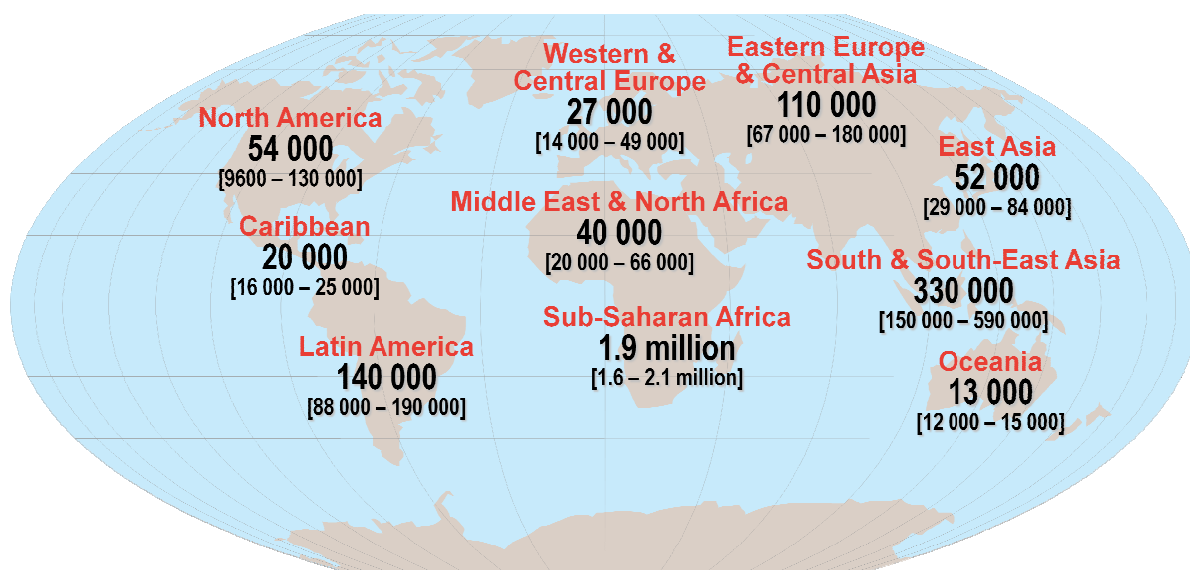 Western &
Central Europe
27 000
[14 000 – 49 000]
Eastern Europe
& Central Asia
110 000
[67 000 – 180 000]
North America
54 000
[9600 – 130 000]
East Asia
52 000
[29 000 – 84 000]
Middle East & North Africa
40 000
[20 000 – 66 000]
Caribbean
20 000
[16 000 – 25 000]
South & South-East Asia
330 000
[150 000 – 590 000]
Sub-Saharan Africa
1.9 million
[1.6 – 2.1 million]
Latin America
140 000
[88 000 – 190 000]
Oceania
13 000
[12 000 – 15 000]